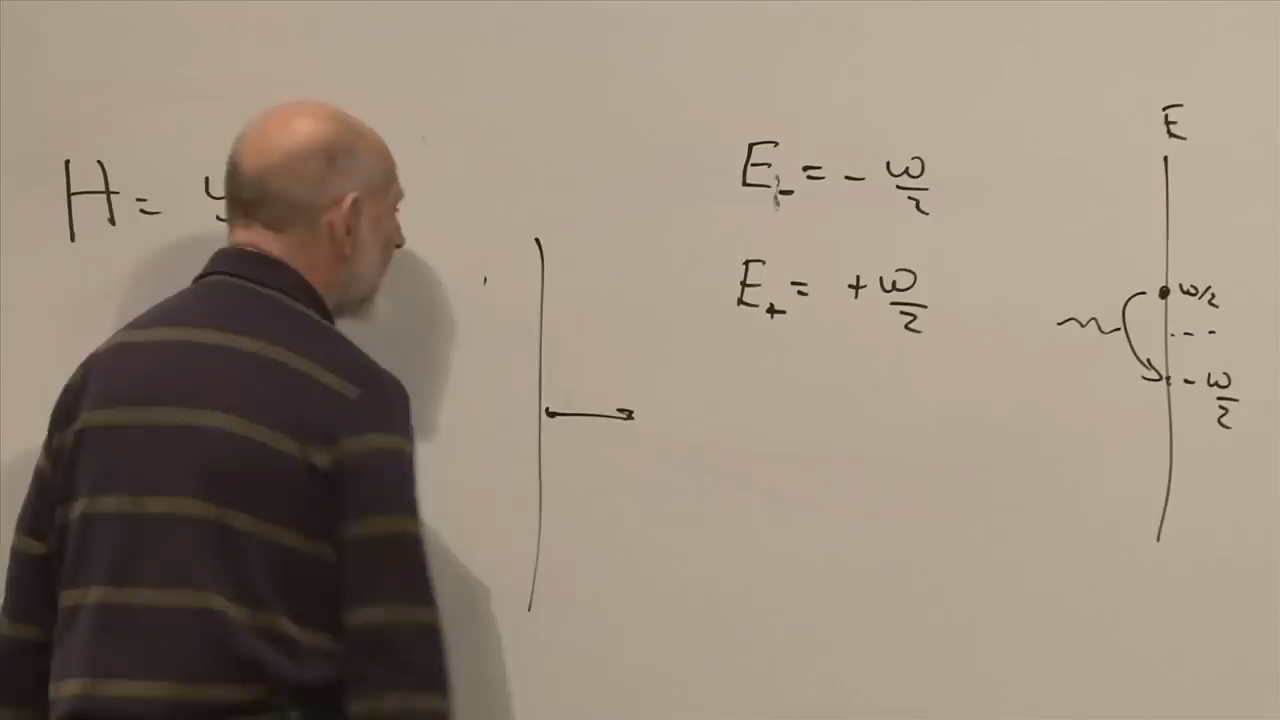 H =
E₋ = - ω/2
E₊ = + ω/2
E
ω/2
- ω/2